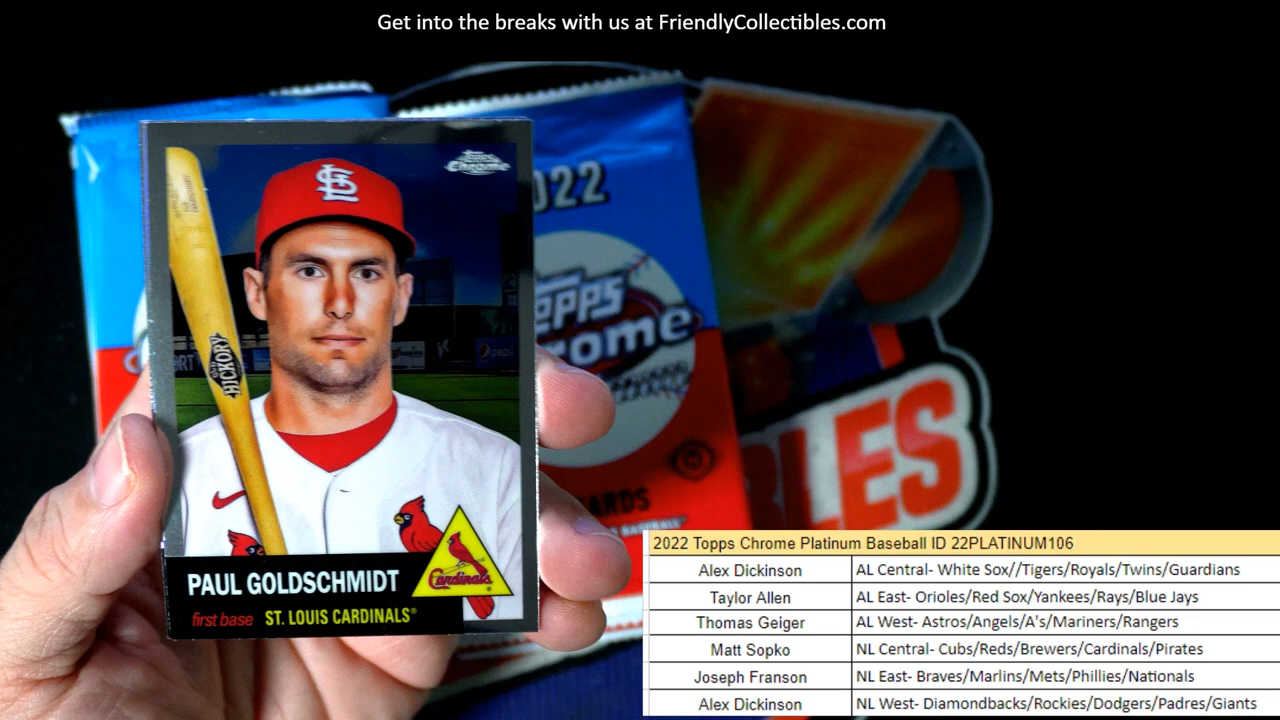 Get into the breaks with us at FriendlyCollectibles.com
Topps
Chrome
HICKORY
PAUL GOLDSCHMIDT
first base ST. LOUIS CARDINALS®
Cardinals
2022 Topps Chrome Platinum Baseball ID 22PLATINUM106
Alex Dickinson AL Central- White Sox//Tigers/Royals/Twins/Guardians
Taylor Allen AL East- Orioles/Red Sox/Yankees/Rays/Blue Jays
Thomas Geiger AL West- Astros/Angels/A's/Mariners/Rangers
Matt Sopko NL Central- Cubs/Reds/Brewers/Cardinals/Pirates
Joseph Franson NL East- Braves/Marlins/Mets/Phillies/Nationals
Alex Dickinson NL West- Diamondbacks/Rockies/Dodgers/Padres/Giants